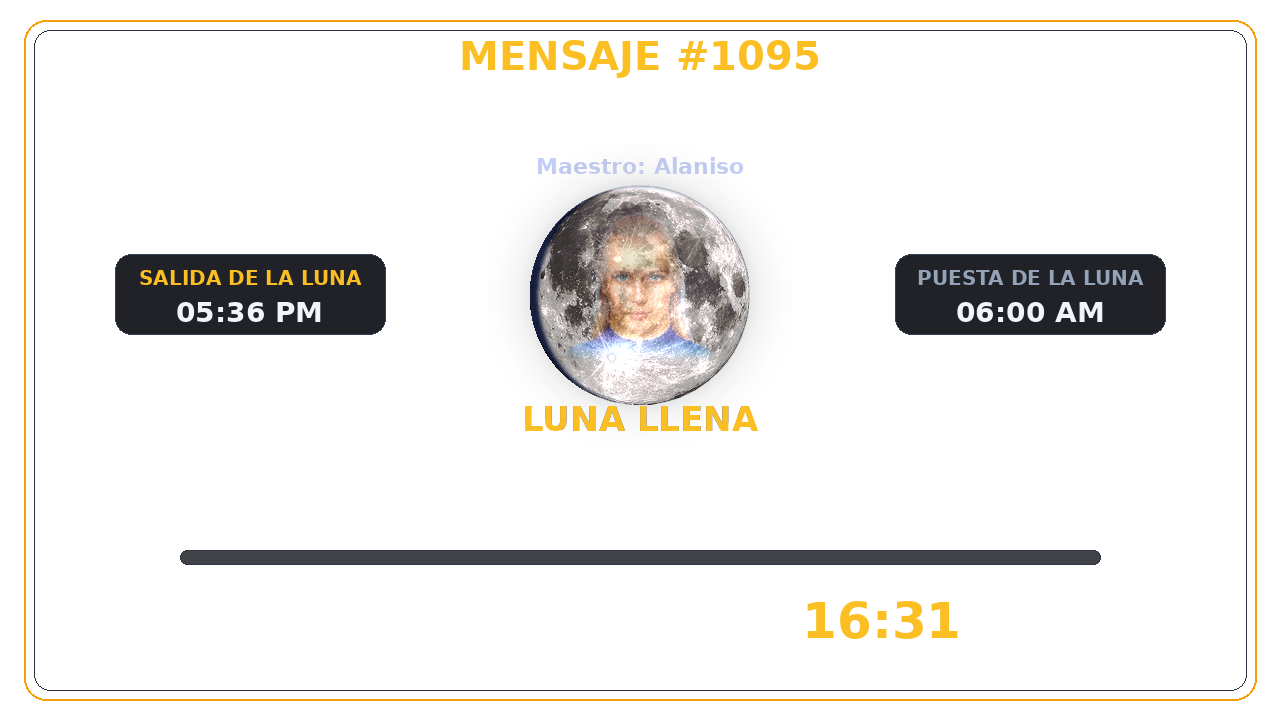 MENSAJE #1095
Maestro: Alaniso
SALIDA DE LA LUNA
05:36 PM
PUESTA DE LA LUNA
06:00 AM
LUNA LLENA
16:31